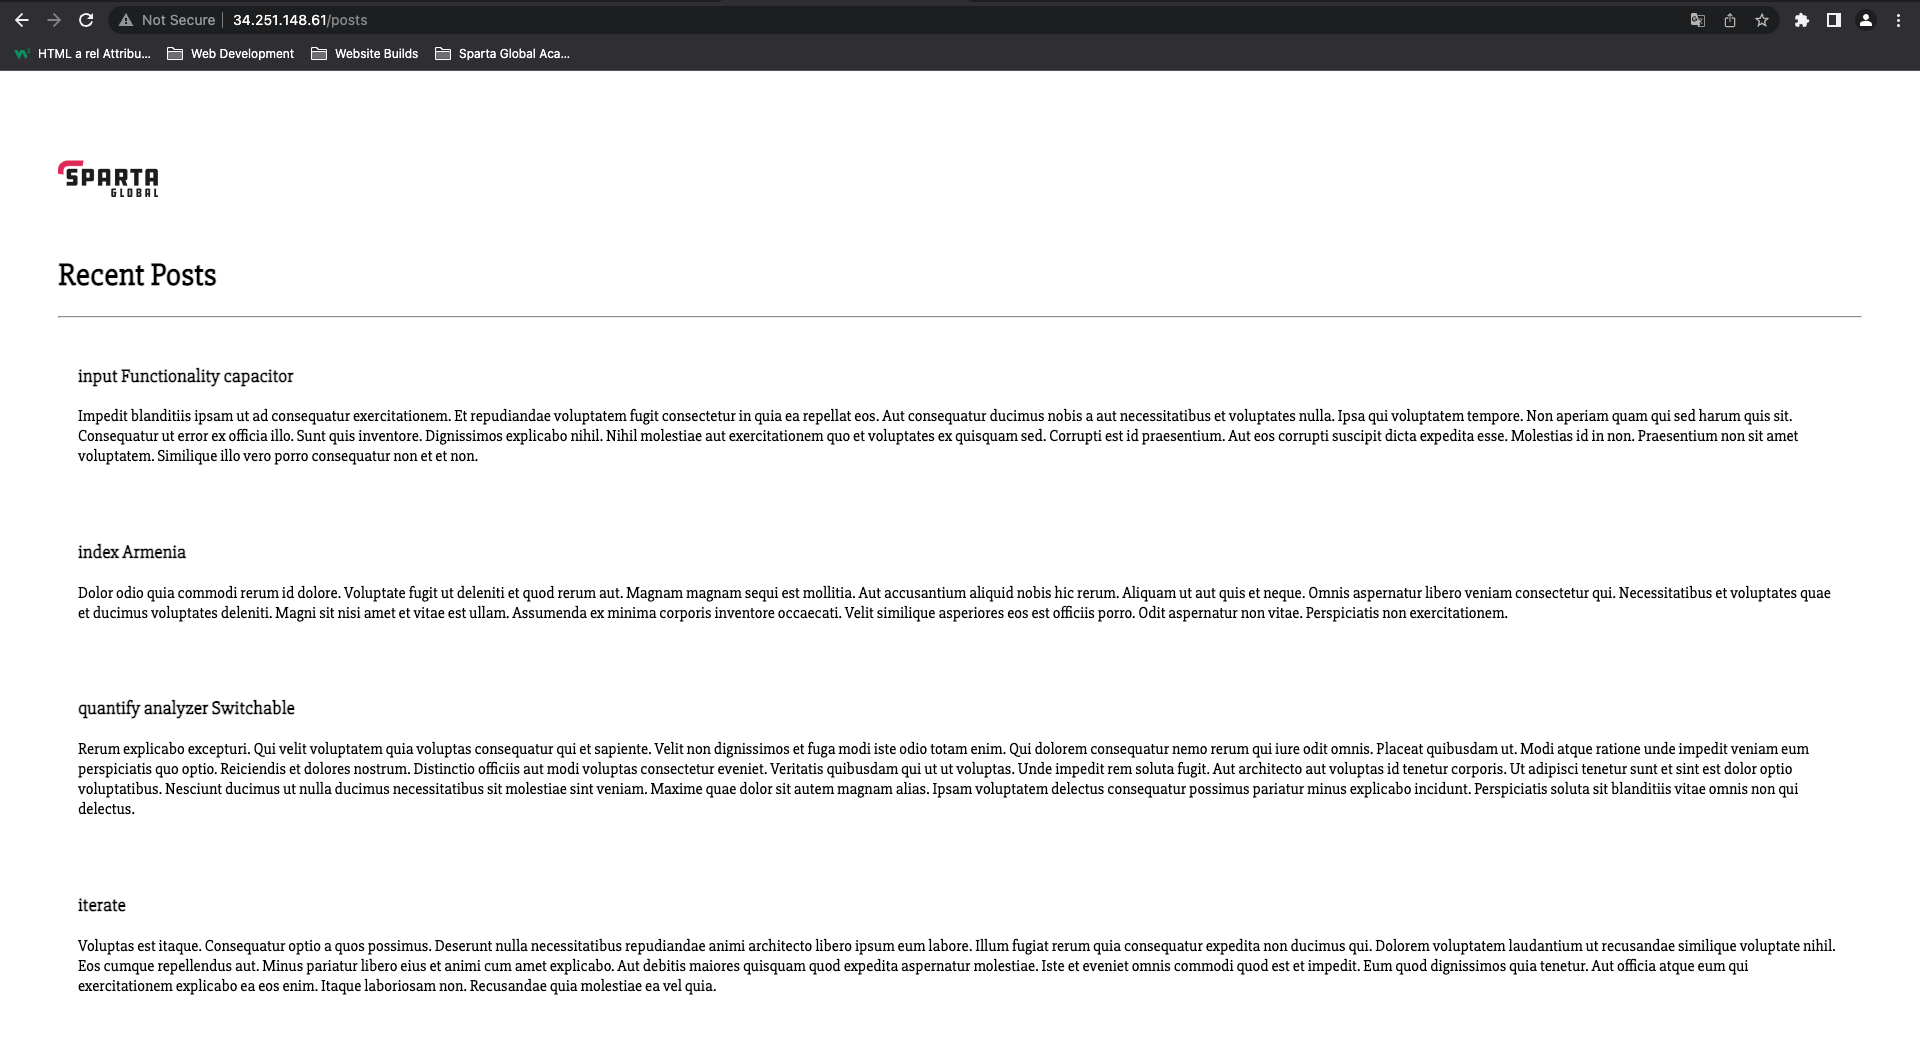 Not Secure | 34.251.148.61/posts
HTML a rel Attribu... Web Development Website Builds Sparta Global Aca...
SPARTA
GLOBAL
Recent Posts
input Functionality capacitor
Impedit blanditiis ipsam ut ad consequatur exercitationem. Et repudiandae voluptatem fugit consectetur in quia ea repellat eos. Aut consequatur ducimus nobis a aut necessitatibus et voluptates nulla. Ipsa qui voluptatem tempore. Non aperiam quam qui sed harum quis sit.
Consequatur ut error ex officia illo. Sunt quis inventore. Dignissimos explicabo nihil. Nihil molestiae aut exercitationem quo et voluptates ex quisquam sed. Corrupti est id praesentium. Aut eos corrupti suscipit dicta expedita esse. Molestias id in non. Praesentium non sit amet
voluptatem. Similique illo vero porro consequatur non et et non.
index Armenia
Dolor odio quia commodi rerum id dolore. Voluptate fugit ut deleniti et quod rerum aut. Magnam magnam sequi est mollitia. Aut accusantium aliquid nobis hic rerum. Aliquam ut aut quis et neque. Omnis aspernatur libero veniam consectetur qui. Necessitatibus et voluptates quae
et ducimus voluptates deleniti. Magni sit nisi amet et vitae est ullam. Assumenda ex minima corporis inventore occaecati. Velit similique asperiores eos est officiis porro. Odit aspernatur non vitae. Perspiciatis non exercitationem.
quantify analyzer Switchable
Rerum explicabo excepturi. Qui velit voluptatem quia voluptas consequatur qui et sapiente. Velit non dignissimos et fuga modi iste odio totam enim. Qui dolorem consequatur nemo rerum qui iure odit omnis. Placeat quibusdam ut. Modi atque ratione unde impedit veniam eum
perspiciatis quo optio. Reiciendis et dolores nostrum. Distinctio officiis aut modi voluptas consectetur eveniet. Veritatis quibusdam qui ut ut voluptas. Unde impedit rem soluta fugit. Aut architecto aut voluptas id tenetur corporis. Ut adipisci tenetur sunt et sint est dolor optio
voluptatibus. Nesciunt ducimus ut nulla ducimus necessitatibus sit molestiae sint veniam. Maxime quae dolor sit autem magnam alias. Ipsam voluptatem delectus consequatur possimus pariatur minus explicabo incidunt. Perspiciatis soluta sit blanditiis vitae omnis non qui
delectus.
iterate
Voluptas est itaque. Consequatur optio a quos possimus. Deserunt nulla necessitatibus repudiandae animi architecto libero ipsum eum labore. Illum fugiat rerum quia consequatur expedita non ducimus qui. Dolorem voluptatem laudantium ut recusandae similique voluptate nihil.
Eos cumque repellendus aut. Minus pariatur libero eius et animi cum amet explicabo. Aut debitis maiores quisquam quod expedita aspernatur molestiae. Iste et eveniet omnis commodi quod est et impedit. Eum quod dignissimos quia tenetur. Aut officia atque eum qui
exercitationem explicabo ea eos enim. Itaque laboriosam non. Recusandae quia molestiae ea vel quia.